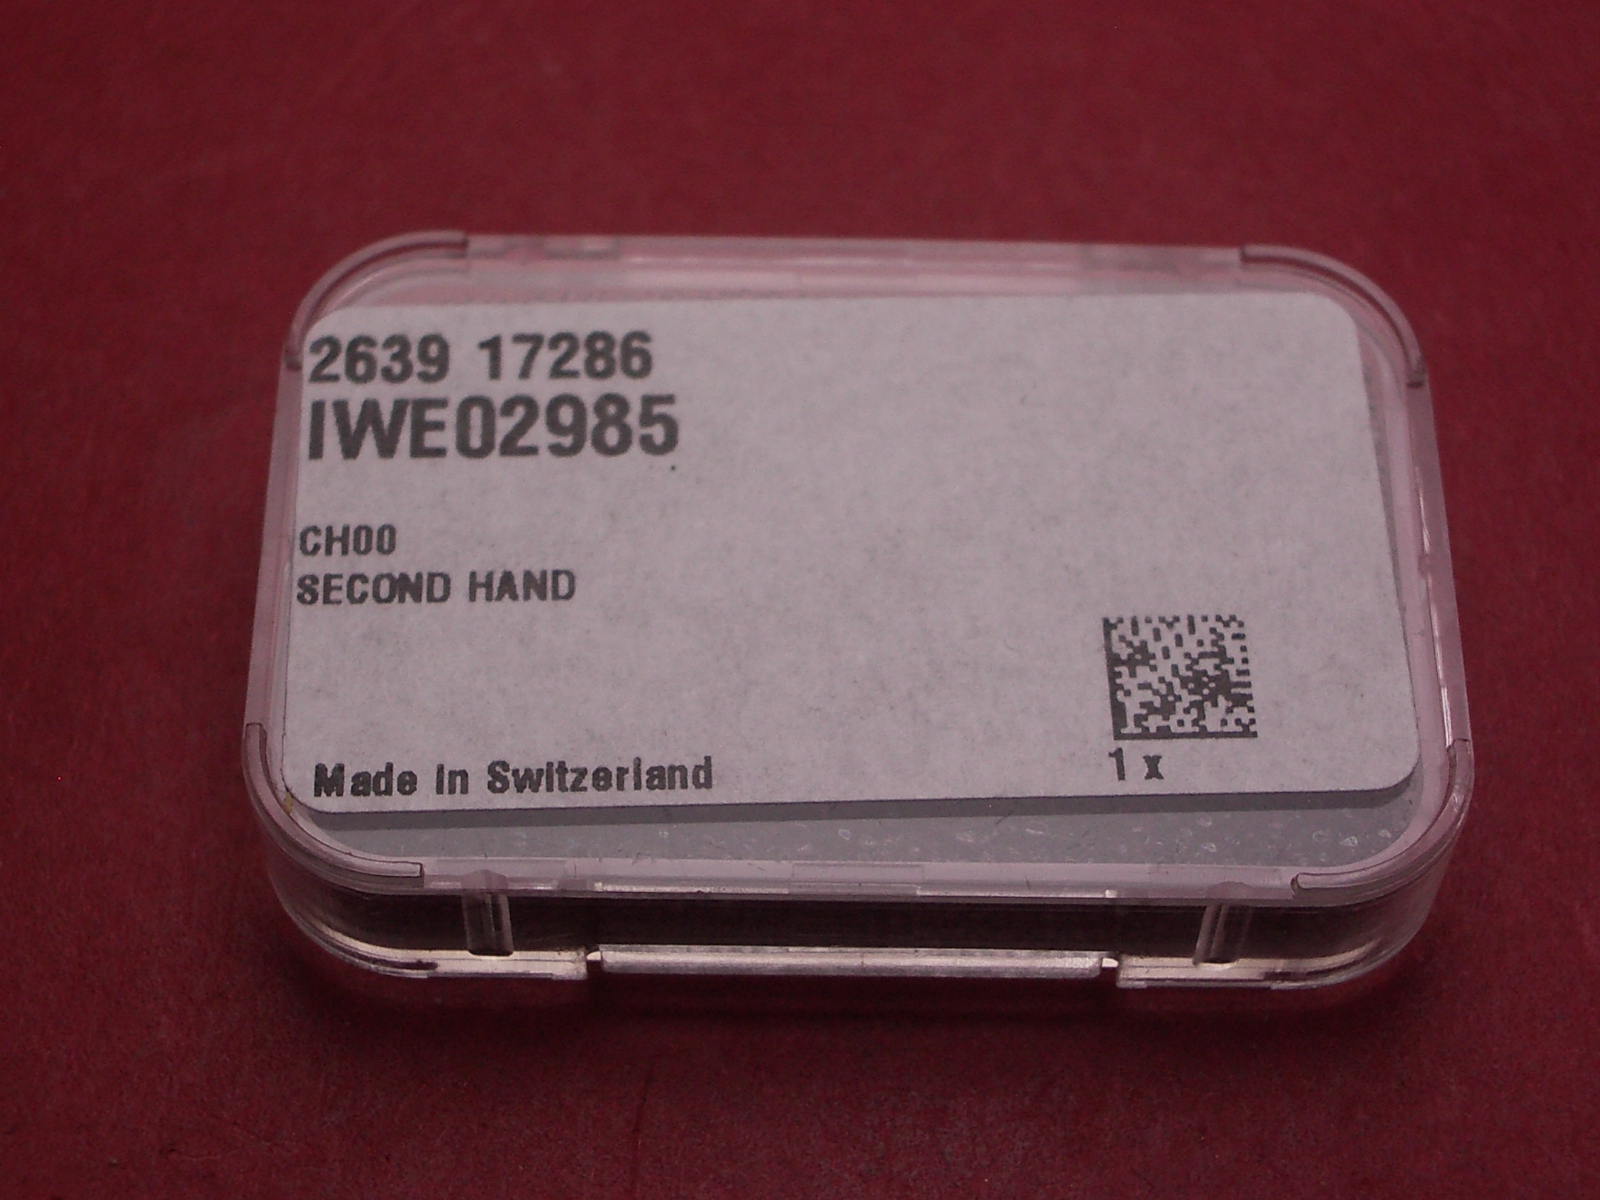 2639 17286
IWE02985
CH00
SECOND HAND
Made in Switzerland
1 x